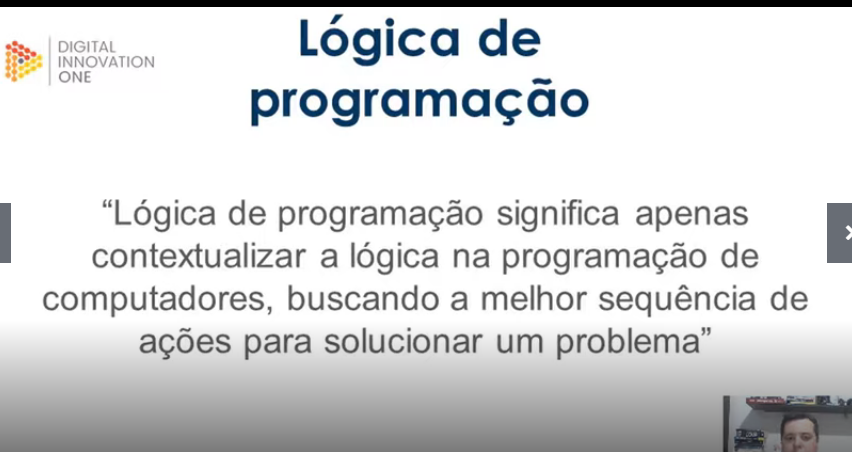 DIGITAL
INNOVATION
ONE
Lógica de
programação
“Lógica de programação significa apenas
contextualizar a lógica na programação de
computadores, buscando a melhor sequência de
ações para solucionar um problema”